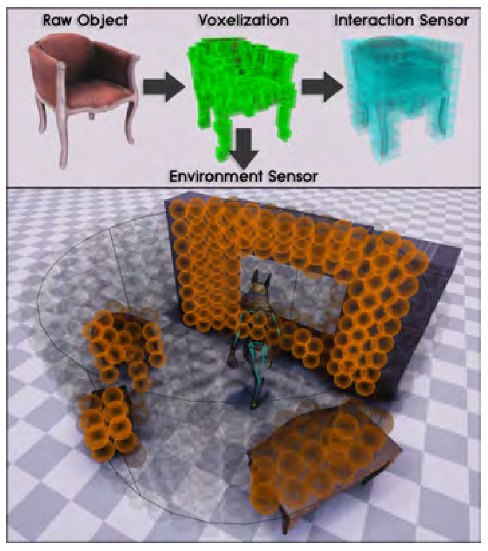 Raw Object
Voxelization
Interaction Sensor
Environment Sensor